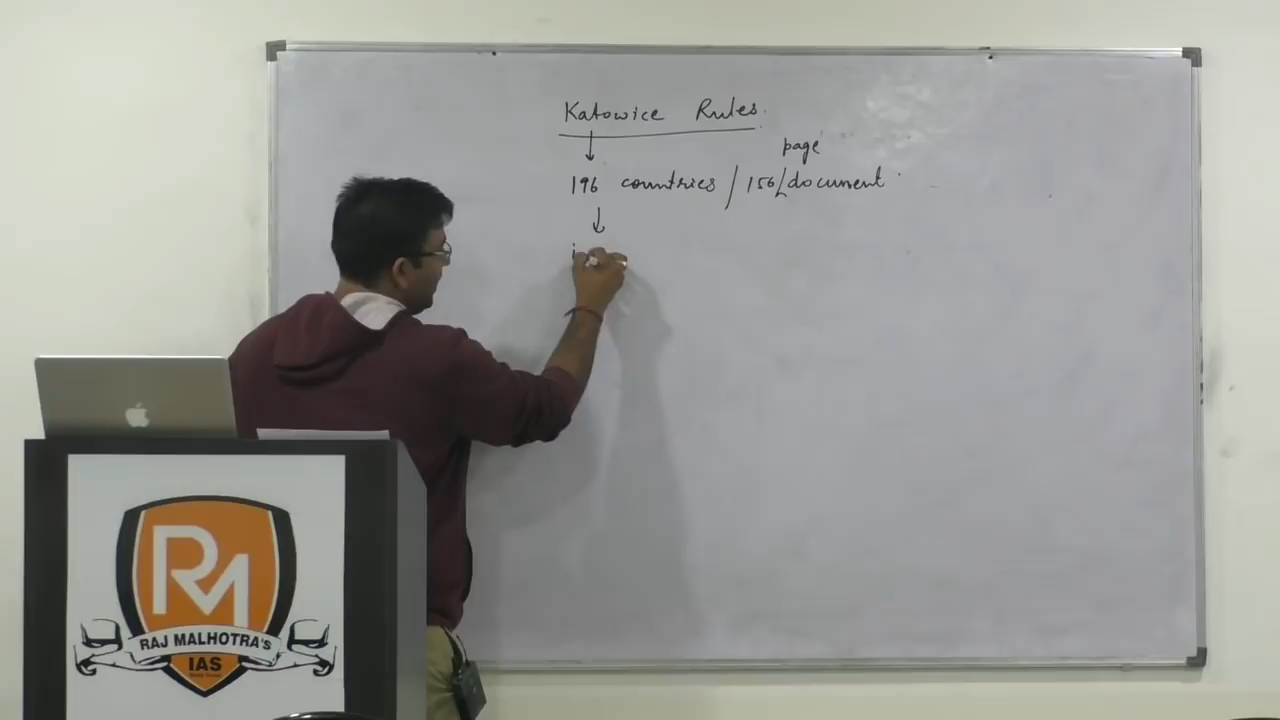 Katowice Rules.
page
196 countries / 156 / document
i
RM
RAJ MALHOTRA'S
IAS